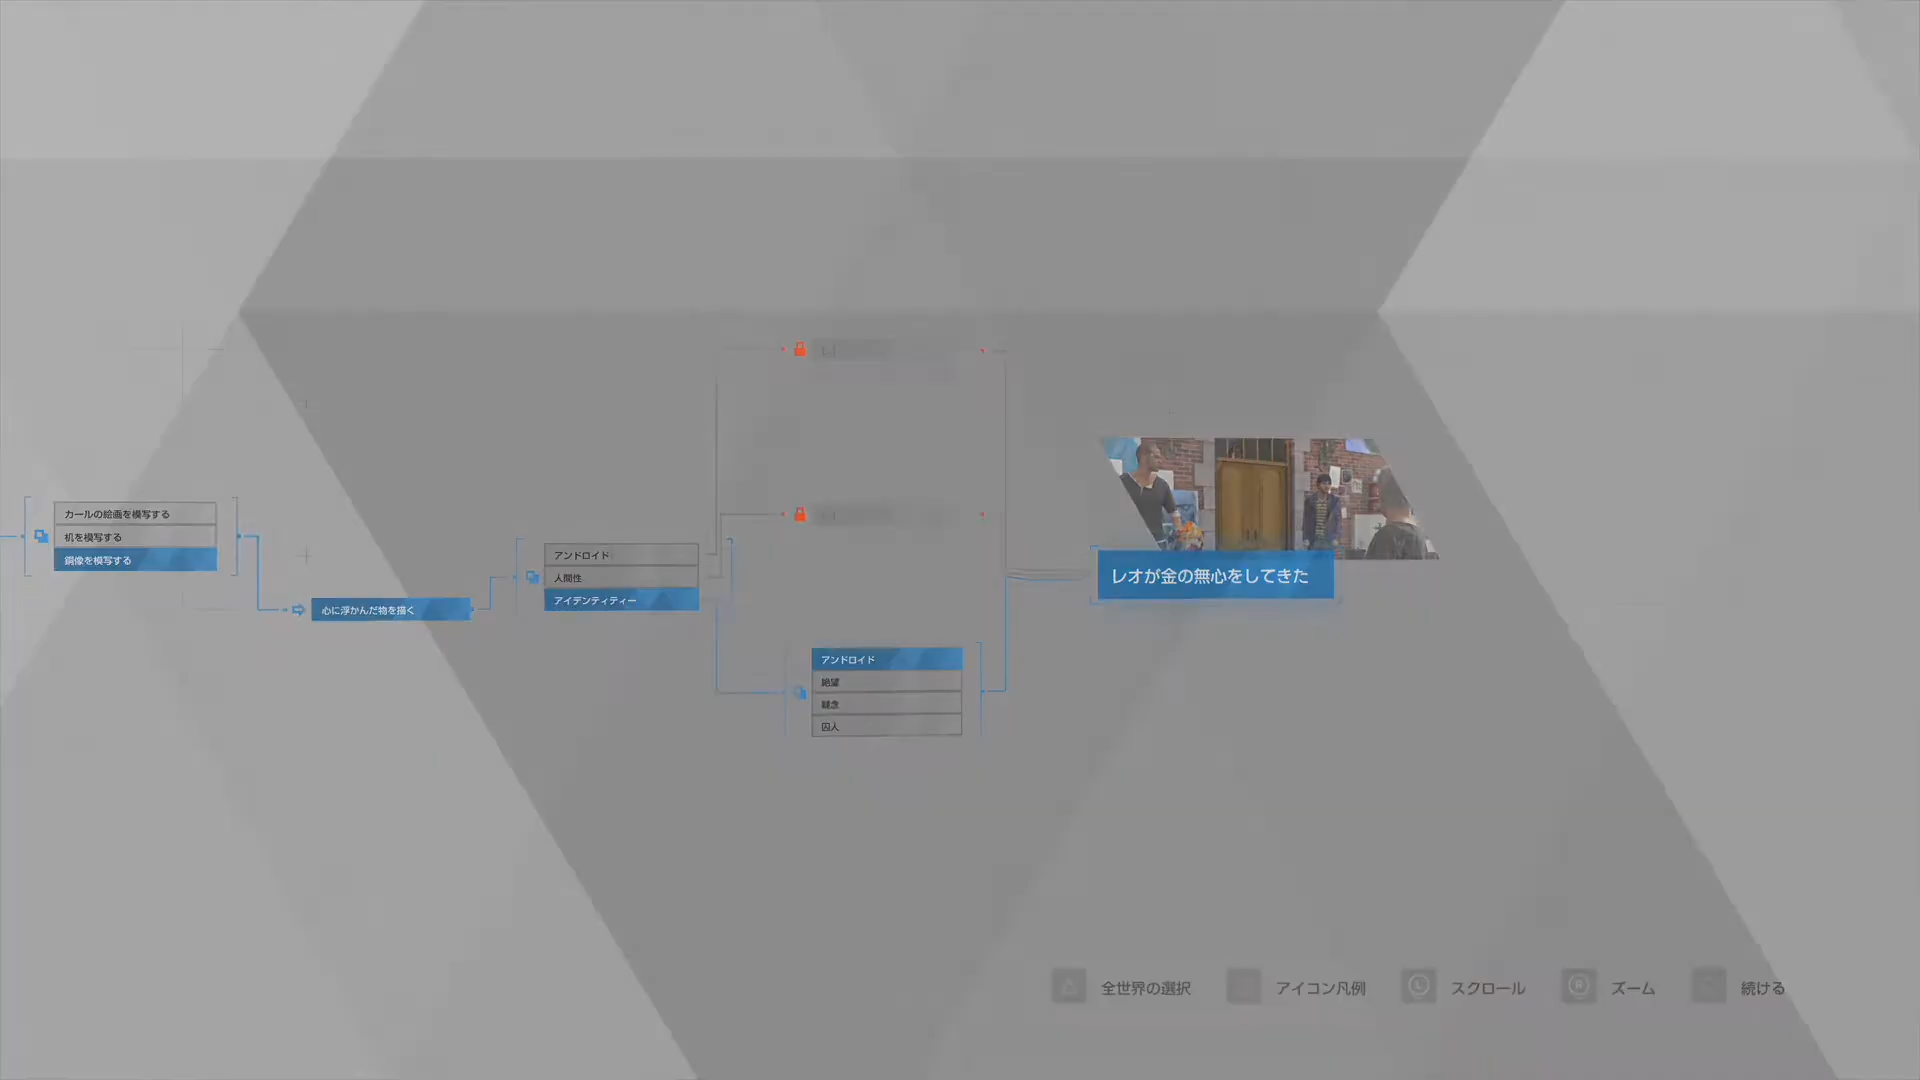 カールの絵画を模写する
机を模写する
銅像を模写する
心に浮かんだ物を描く
アンドロイド
人間性
アイデンティティー
アンドロイド
絶望
疑念
囚人
レオが金の無心をしてきた
全世界の選択
アイコン凡例
L スクロール
R ズーム
続ける